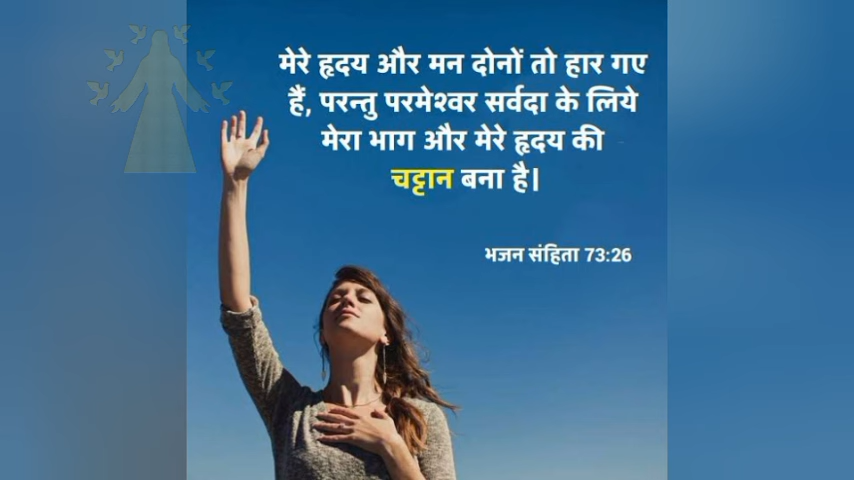 मेरे हृदय और मन दोनों तो हार गए
हैं, परन्तु परमेश्वर सर्वदा के लिये
मेरा भाग और मेरे हृदय की
चट्टान बना है।
भजन संहिता 73:26